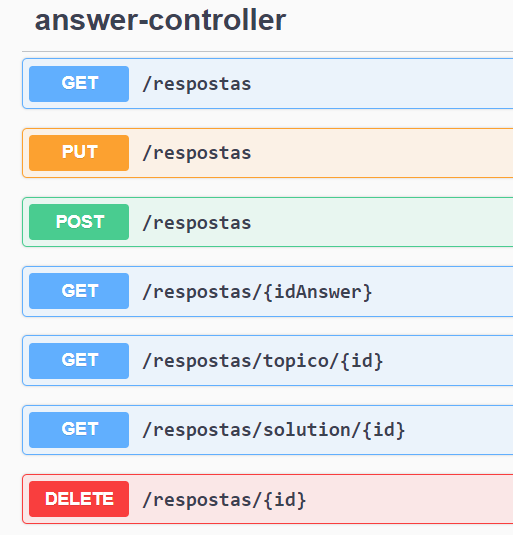 answer-controller
GET /respostas
PUT /respostas
POST /respostas
GET /respostas/{idAnswer}
GET /respostas/topico/{id}
GET /respostas/solution/{id}
DELETE /respostas/{id}